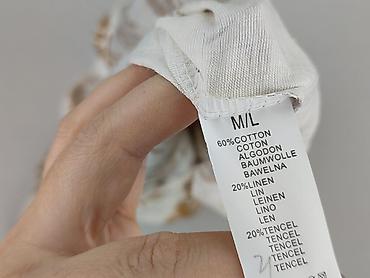 M/L
60%COTTON
COTON
ALGODON
BAUMWOLLE
BAWELNA
20%LINEN
LIN
LEINEN
LINO
LEN
20%TENCEL
TENCEL
TENCEL
TENCEL
TENCEL